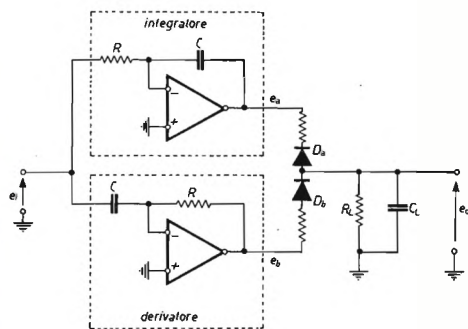 integratore
R
C
−
+
e_a
D_a
D_b
e_i
R_L
C_L
e_o
C
R
−
+
e_b
derivatore